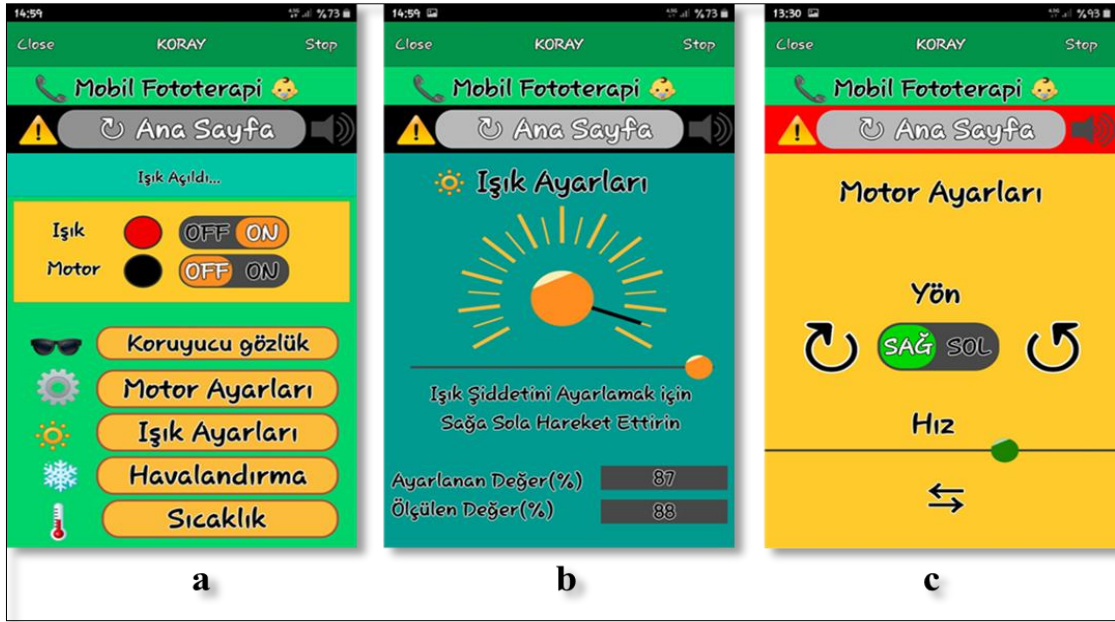 14:59 %73
Close KORAY Stop
Mobil Fototerapi
Ana Sayfa
Işık Açıldı...
Işık OFF ON
Motor OFF ON
Koruyucu gözlük
Motor Ayarları
Işık Ayarları
Havalandırma
Sıcaklık
a
14:59 %73
Close KORAY Stop
Mobil Fototerapi
Ana Sayfa
Işık Ayarları
Işık Şiddetini Ayarlamak için
Sağa Sola Hareket Ettirin
Ayarlanan Değer(%) 87
Ölçülen Değer(%) 88
b
13:30 %93
Close KORAY Stop
Mobil Fototerapi
Ana Sayfa
Motor Ayarları
Yön
SAĞ SOL
Hız
c